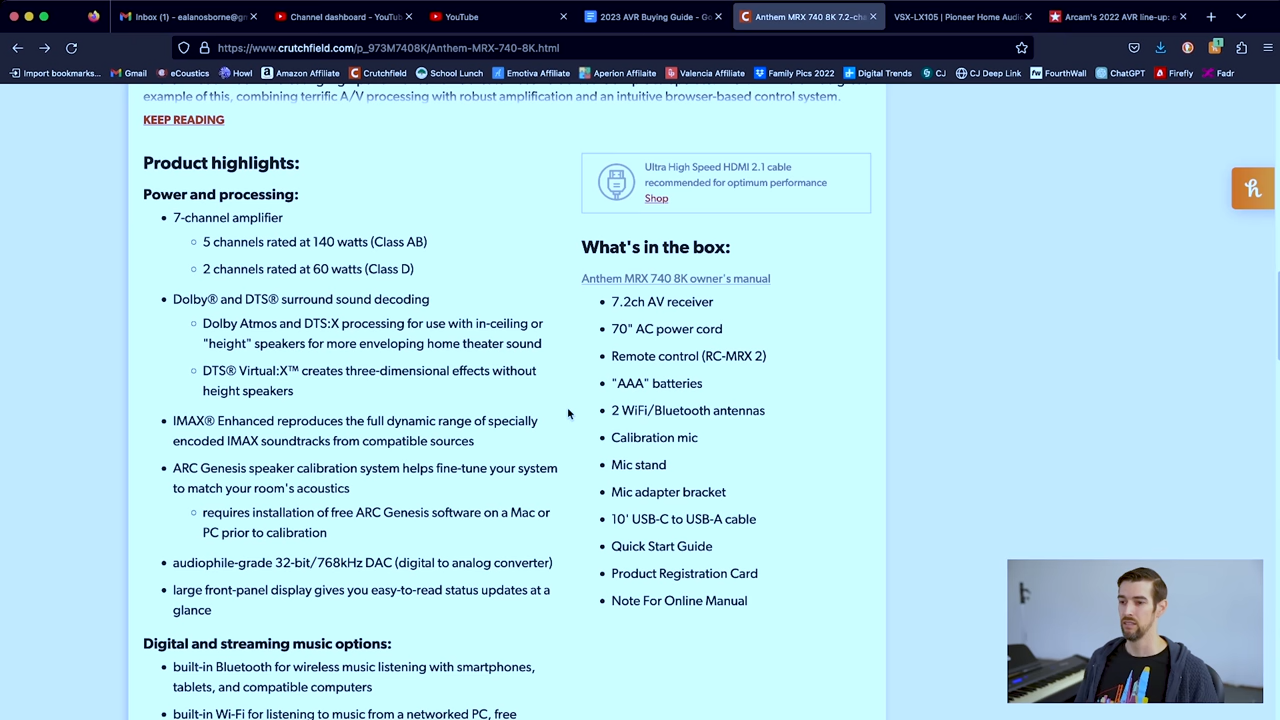 Inbox (1) - ealanosborne@gm
Channel dashboard - YouTub
YouTube
2023 AVR Buying Guide - Go
Anthem MRX 740 8K 7.2-cha
VSX-LX105 | Pioneer Home Audi
Arcam's 2022 AVR line-up: e
https://www.crutchfield.com/p_973M7408K/Anthem-MRX-740-8K.html
Import bookmarks...
Gmail
eCoustics
Howl
Amazon Affiliate
Crutchfield
School Lunch
Emotiva Affiliate
Aperion Affilaite
Valencia Affiliate
Family Pics 2022
Digital Trends
CJ
CJ Deep Link
FourthWall
ChatGPT
Firefly
Fadr
example of this, combining terrific A/V processing with robust amplification and an intuitive browser-based control system.
KEEP READING
Product highlights:
Power and processing:
7-channel amplifier
5 channels rated at 140 watts (Class AB)
2 channels rated at 60 watts (Class D)
Dolby® and DTS® surround sound decoding
Dolby Atmos and DTS:X processing for use with in-ceiling or
"height" speakers for more enveloping home theater sound
DTS® Virtual:X™ creates three-dimensional effects without
height speakers
IMAX® Enhanced reproduces the full dynamic range of specially
encoded IMAX soundtracks from compatible sources
ARC Genesis speaker calibration system helps fine-tune your system
to match your room's acoustics
requires installation of free ARC Genesis software on a Mac or
PC prior to calibration
audiophile-grade 32-bit/768kHz DAC (digital to analog converter)
large front-panel display gives you easy-to-read status updates at a
glance
Digital and streaming music options:
built-in Bluetooth for wireless music listening with smartphones,
tablets, and compatible computers
built-in Wi-Fi for listening to music from a networked PC, free
Ultra High Speed HDMI 2.1 cable
recommended for optimum performance
Shop
What's in the box:
Anthem MRX 740 8K owner's manual
7.2ch AV receiver
70" AC power cord
Remote control (RC-MRX 2)
"AAA" batteries
2 WiFi/Bluetooth antennas
Calibration mic
Mic stand
Mic adapter bracket
10' USB-C to USB-A cable
Quick Start Guide
Product Registration Card
Note For Online Manual